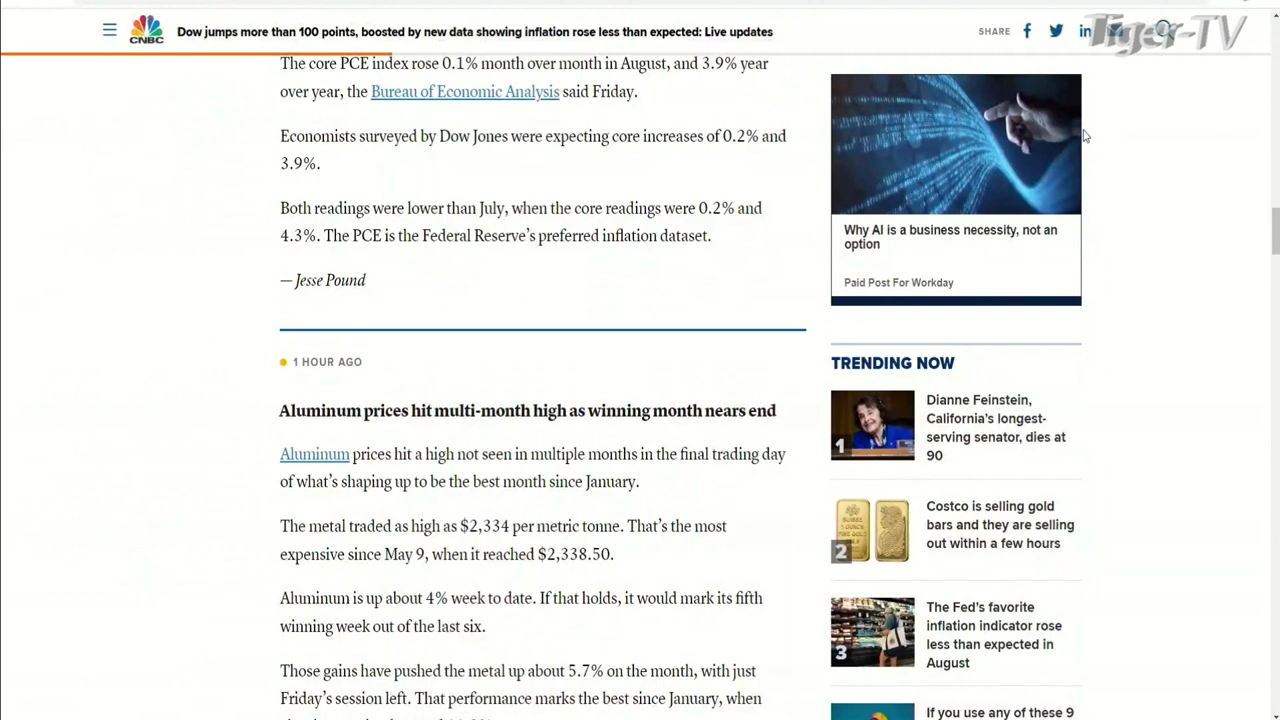 CNBC
Dow jumps more than 100 points, boosted by new data showing inflation rose less than expected: Live updates
SHARE
Tiger-TV
The core PCE index rose 0.1% month over month in August, and 3.9% year
over year, the Bureau of Economic Analysis said Friday.
Economists surveyed by Dow Jones were expecting core increases of 0.2% and
3.9%.
Both readings were lower than July, when the core readings were 0.2% and
4.3%. The PCE is the Federal Reserve's preferred inflation dataset.
— Jesse Pound
1 HOUR AGO
Aluminum prices hit multi-month high as winning month nears end
Aluminum prices hit a high not seen in multiple months in the final trading day
of what's shaping up to be the best month since January.
The metal traded as high as $2,334 per metric tonne. That's the most
expensive since May 9, when it reached $2,338.50.
Aluminum is up about 4% week to date. If that holds, it would mark its fifth
winning week out of the last six.
Those gains have pushed the metal up about 5.7% on the month, with just
Friday's session left. That performance marks the best since January, when
Why AI is a business necessity, not an
option
Paid Post For Workday
TRENDING NOW
1
Dianne Feinstein,
California's longest-
serving senator, dies at
90
2
Costco is selling gold
bars and they are selling
out within a few hours
3
The Fed's favorite
inflation indicator rose
less than expected in
August
If you use any of these 9